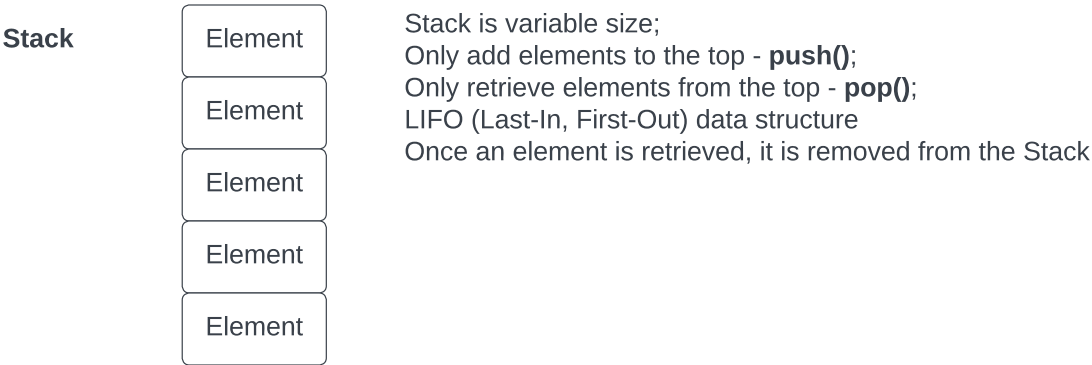 Stack
Element
Element
Element
Element
Element
Stack is variable size;
Only add elements to the top - push();
Only retrieve elements from the top - pop();
LIFO (Last-In, First-Out) data structure
Once an element is retrieved, it is removed from the Stack